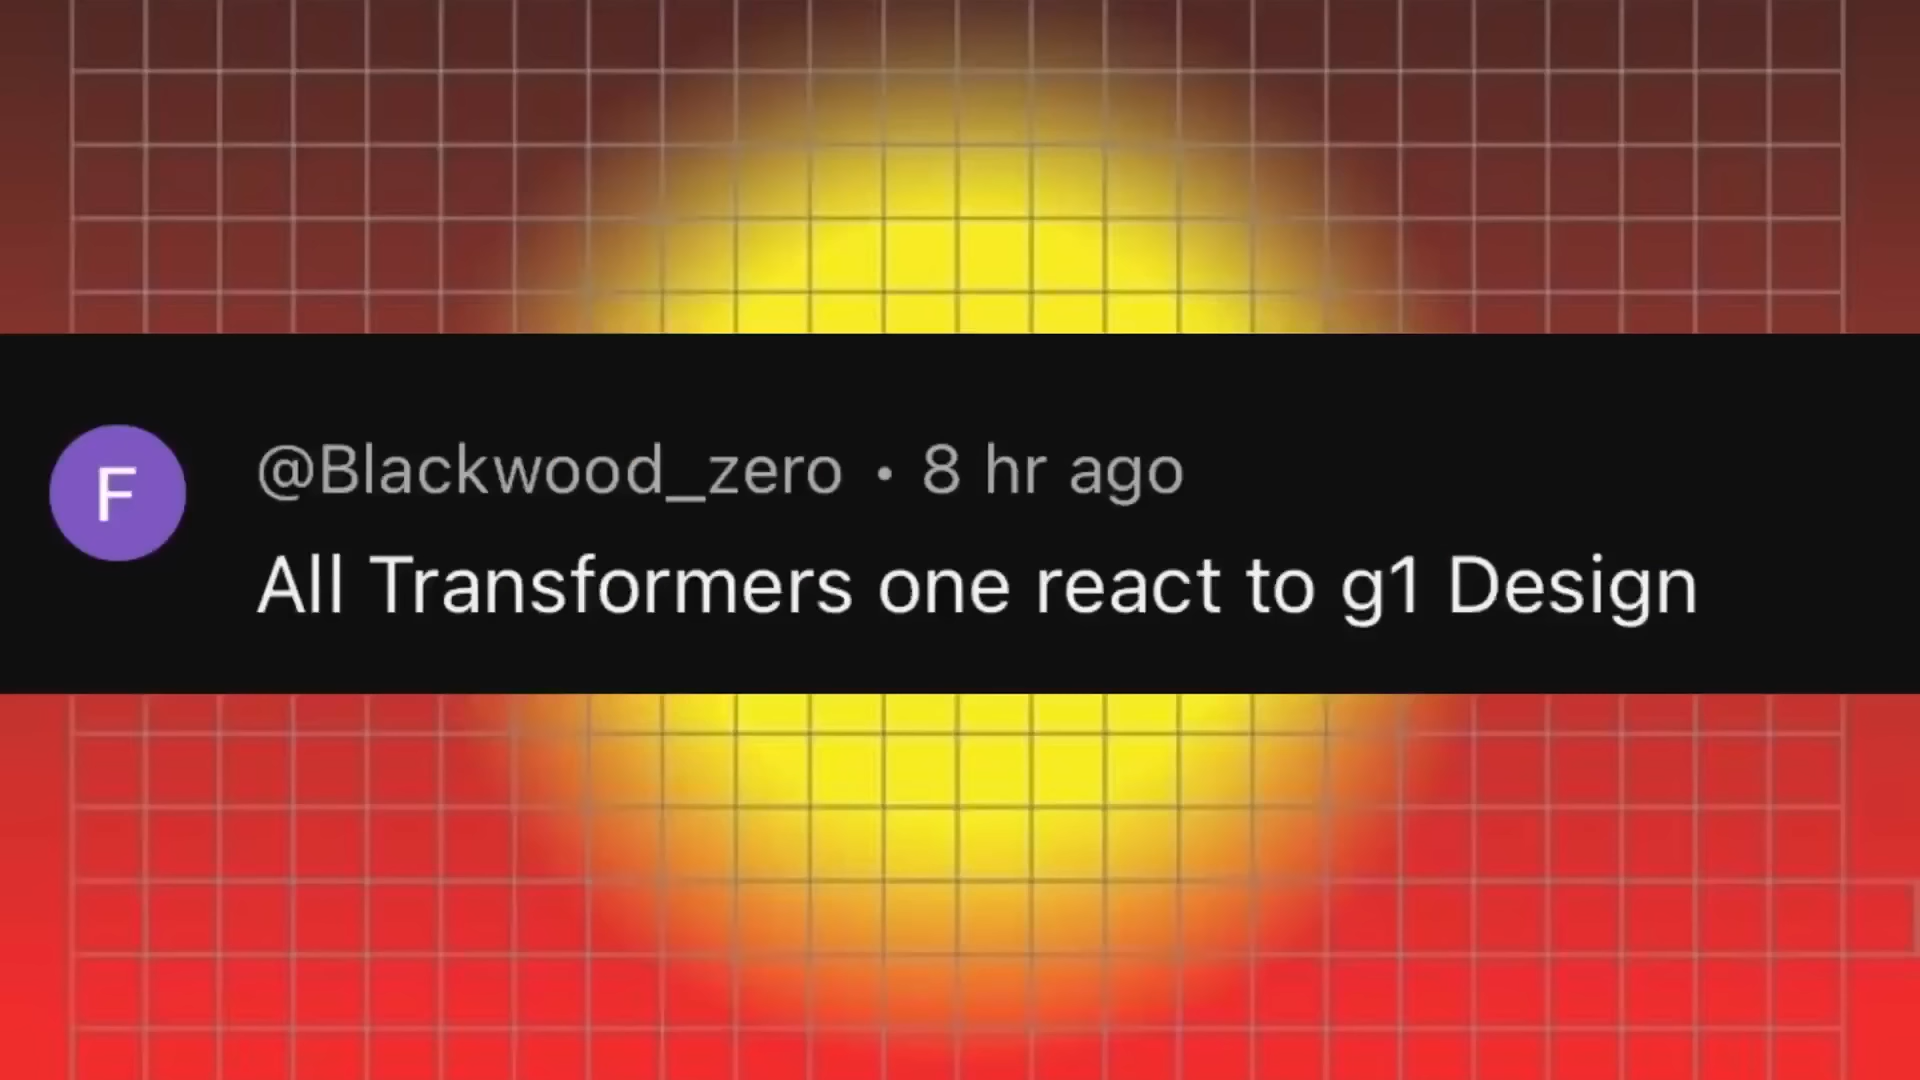 F
@Blackwood_zero • 8 hr ago
All Transformers one react to g1 Design